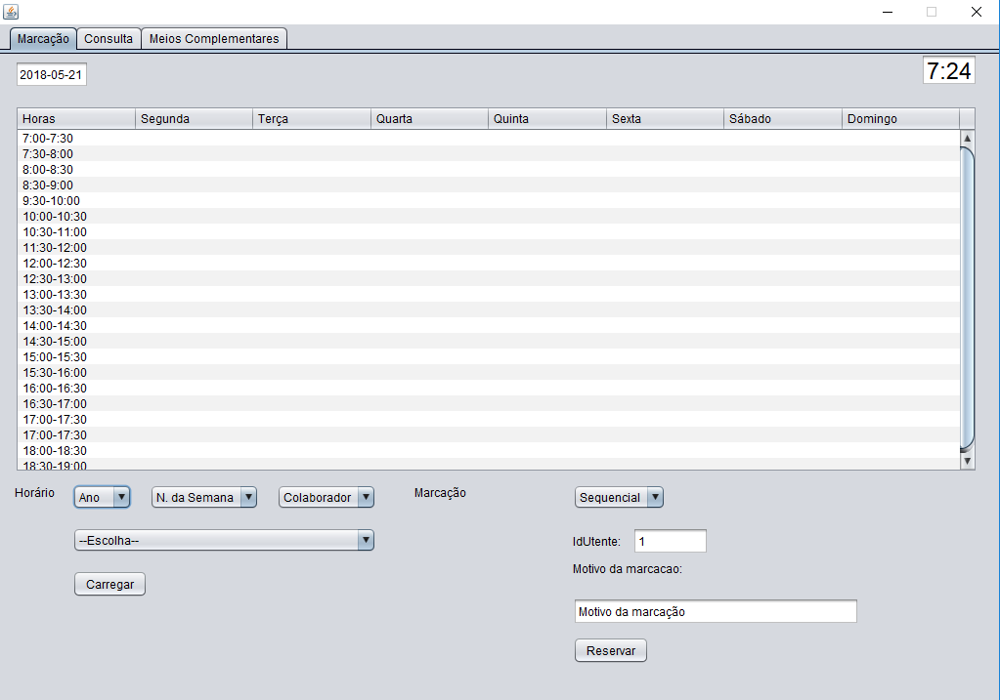 Marcação Consulta Meios Complementares
2018-05-21 7:24
Horas Segunda Terça Quarta Quinta Sexta Sábado Domingo
7:00-7:30
7:30-8:00
8:00-8:30
8:30-9:00
9:30-10:00
10:00-10:30
10:30-11:00
11:30-12:00
12:00-12:30
12:30-13:00
13:00-13:30
13:30-14:00
14:00-14:30
14:30-15:00
15:00-15:30
15:30-16:00
16:00-16:30
16:30-17:00
17:00-17:30
17:00-17:30
18:00-18:30
18:30-19:00
Horário Ano N. da Semana Colaborador Marcação Sequencial
--Escolha-- IdUtente: 1
Motivo da marcacao:
Carregar
Motivo da marcação
Reservar